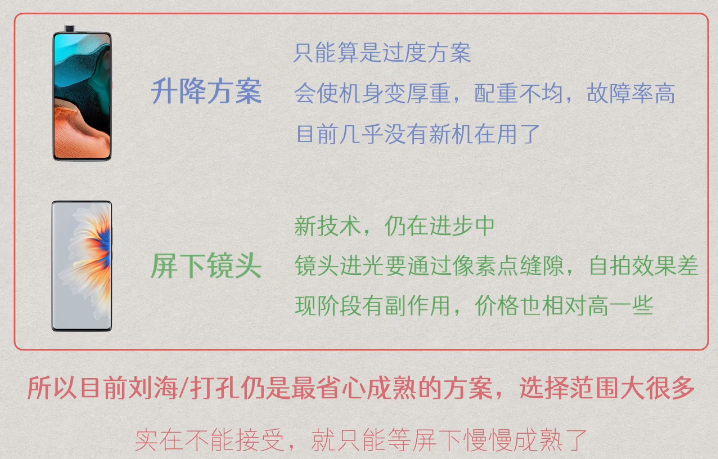 升降方案
只能算是过度方案
会使机身变厚重，配重不均，故障率高
目前几乎没有新机在用了
屏下镜头
新技术，仍在进步中
镜头进光要通过像素点缝隙，自拍效果差
现阶段有副作用，价格也相对高一些
所以目前刘海/打孔仍是最省心成熟的方案，选择范围大很多
实在不能接受，就只能等屏下慢慢成熟了